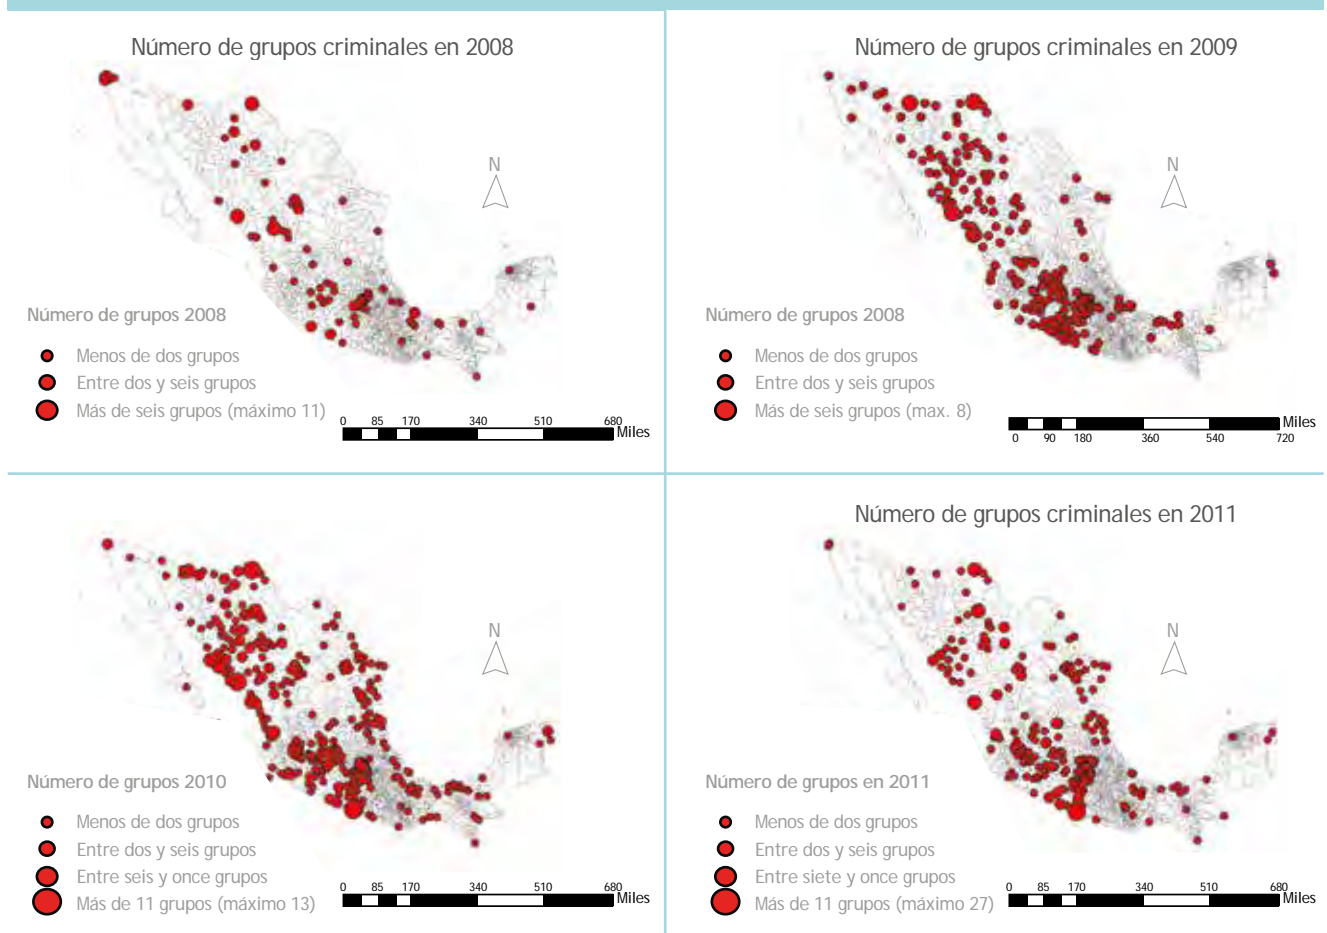 Número de grupos criminales en 2008
N
Número de grupos 2008
Menos de dos grupos
Entre dos y seis grupos
Más de seis grupos (máximo 11)
0 85 170 340 510 680
Miles
Número de grupos criminales en 2009
N
Número de grupos 2008
Menos de dos grupos
Entre dos y seis grupos
Más de seis grupos (max. 8)
Miles
0 90 180 360 540 720
N
Número de grupos 2010
Menos de dos grupos
Entre dos y seis grupos
Entre seis y once grupos
Más de 11 grupos (máximo 13)
0 85 170 340 510 680
Miles
Número de grupos criminales en 2011
N
Número de grupos en 2011
Menos de dos grupos
Entre dos y seis grupos
Entre siete y once grupos
Más de 11 grupos (máximo 27)
0 85 170 340 510 680
Miles